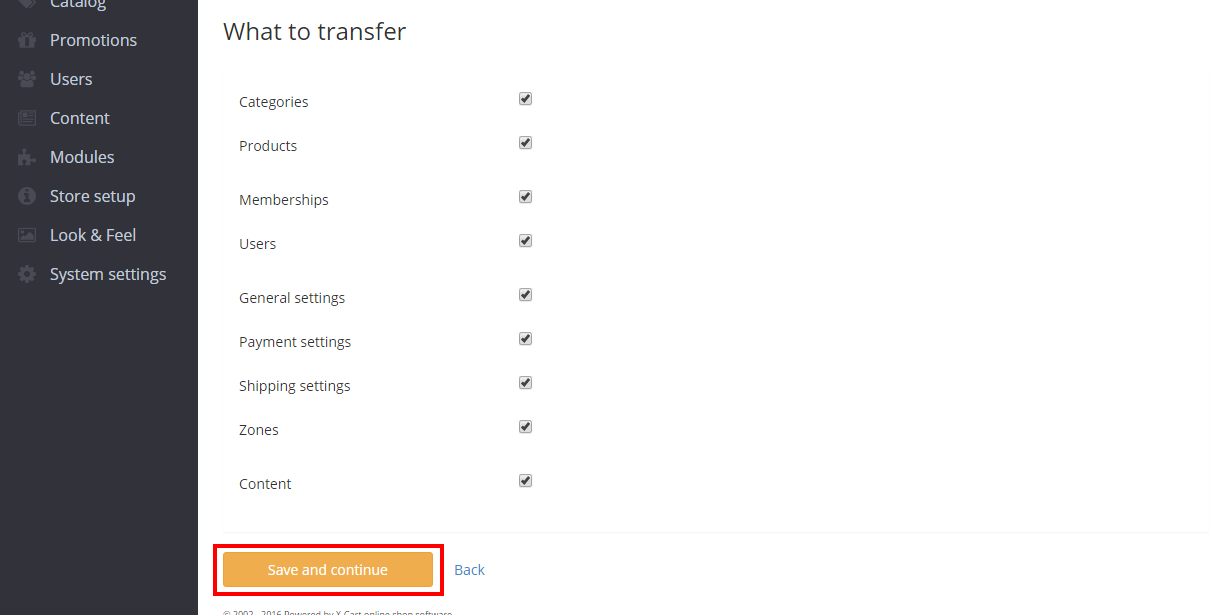 Catalog
Promotions
Users
Content
Modules
Store setup
Look & Feel
System settings
What to transfer
Categories
Products
Memberships
Users
General settings
Payment settings
Shipping settings
Zones
Content
Save and continue
Back
© 2002 - 2016 Powered by X-Cart online shop software